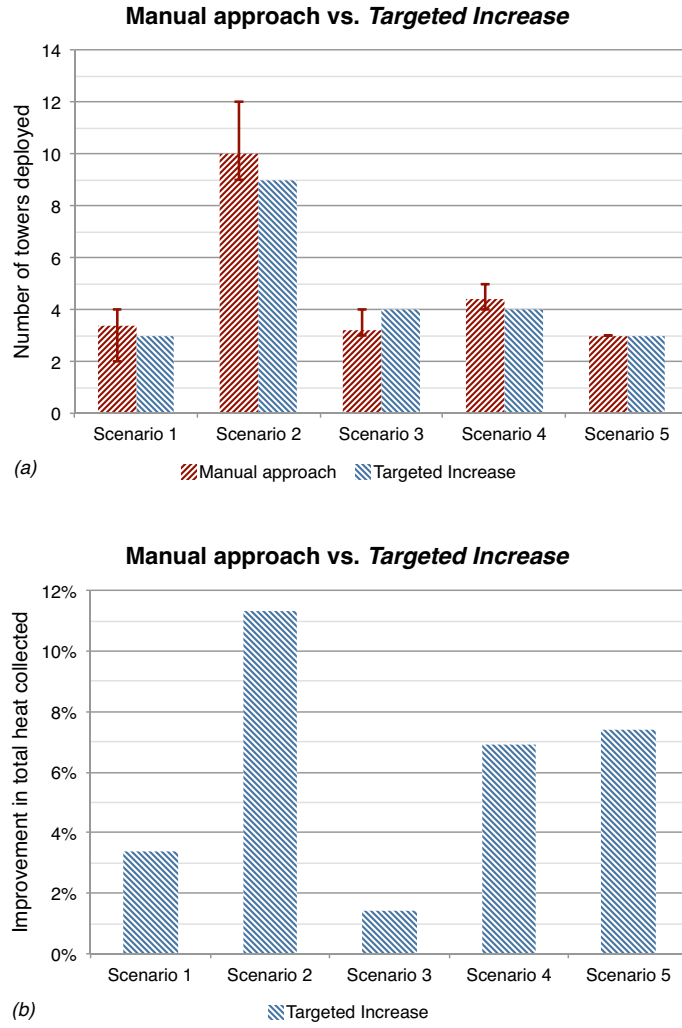 Manual approach vs. Targeted Increase
Number of towers deployed
14
12
10
8
6
4
2
0
Scenario 1 Scenario 2 Scenario 3 Scenario 4 Scenario 5
(a)
Manual approach Targeted Increase
Manual approach vs. Targeted Increase
Improvement in total heat collected
12%
10%
8%
6%
4%
2%
0%
Scenario 1 Scenario 2 Scenario 3 Scenario 4 Scenario 5
(b)
Targeted Increase